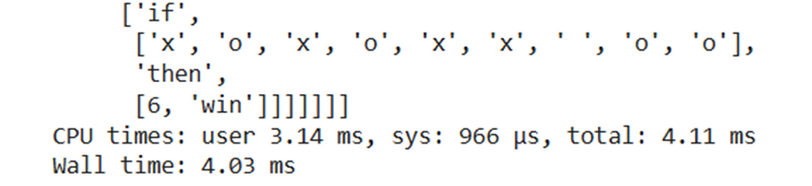 ['if',
['x', 'o', 'x', 'o', 'x', 'x', ' ', 'o', 'o'],
'then',
[6, 'win']]]]]]]
CPU times: user 3.14 ms, sys: 966 µs, total: 4.11 ms
Wall time: 4.03 ms